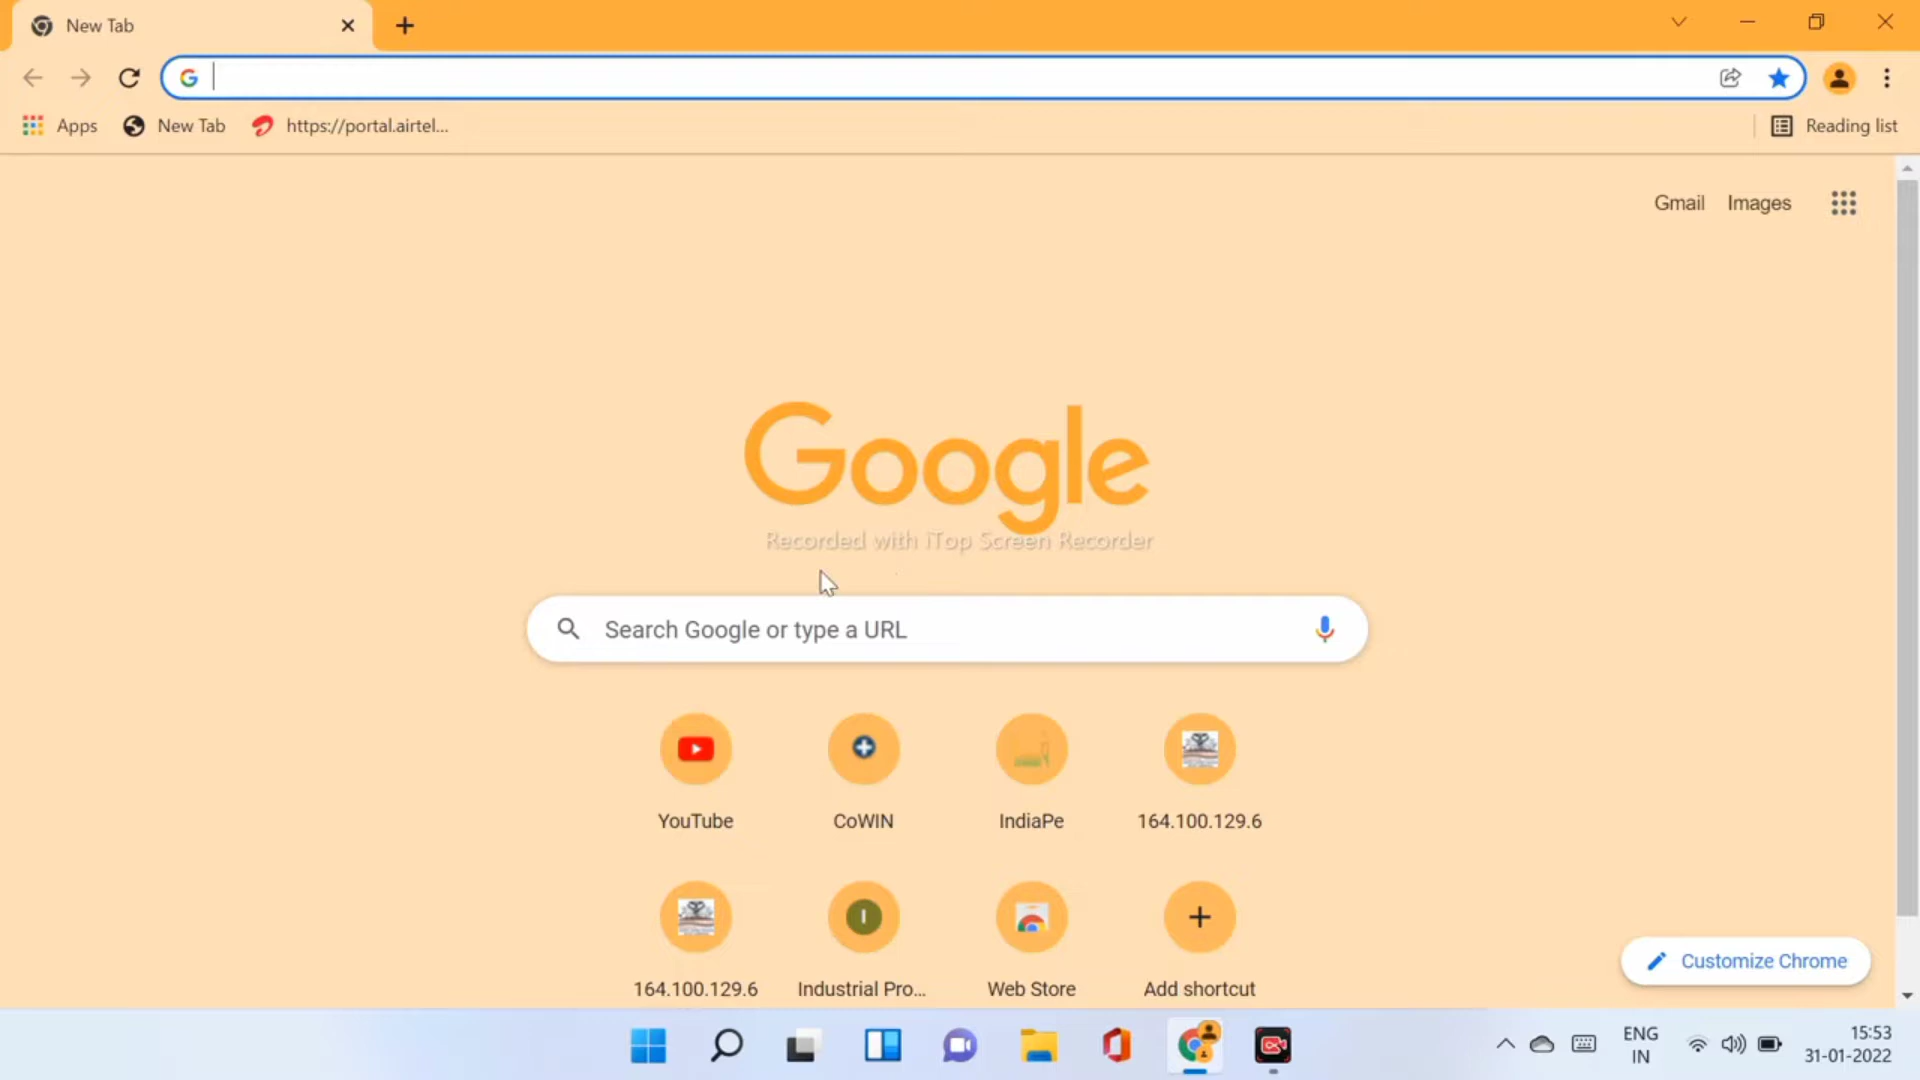 New Tab
Apps New Tab https://portal.airtel... Reading list
Gmail Images
Google
Recorded with iTop Screen Recorder
Search Google or type a URL
YouTube CoWIN IndiaPe 164.100.129.6
164.100.129.6 Industrial Pro... Web Store Add shortcut
Customize Chrome
ENG 15:53
IN 31-01-2022